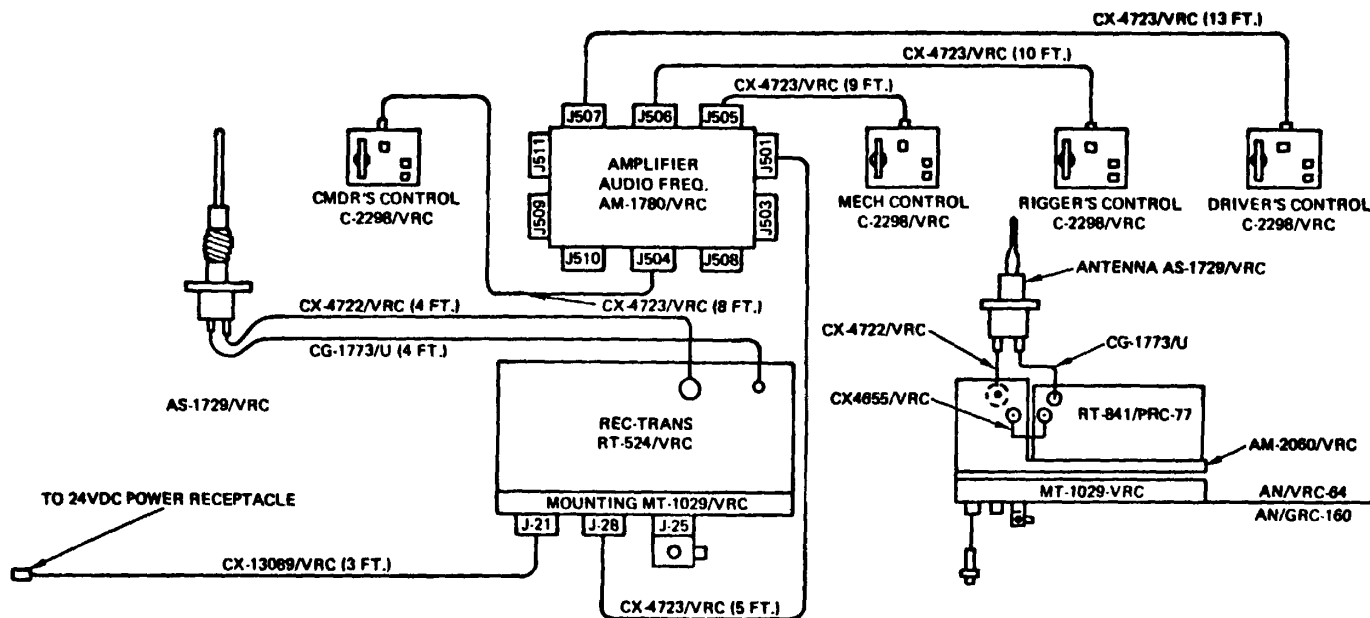 CX-4723/VRC (13 FT.)
CX-4723/VRC (10 FT.)
CX-4723/VRC (9 FT.)
J507
J506
J505
J511
J501
AMPLIFIER
AUDIO FREQ.
AM-1780/VRC
J509
J503
J510
J504
J508
CMDR'S CONTROL
C-2298/VRC
MECH CONTROL
C-2298/VRC
RIGGER'S CONTROL
C-2298/VRC
DRIVER'S CONTROL
C-2298/VRC
CX-4722/VRC (4 FT.)
CX-4723/VRC (8 FT.)
CG-1773/U (4 FT.)
AS-1729/VRC
REC-TRANS
RT-524/VRC
MOUNTING MT-1029/VRC
J-21
J-28
J-25
TO 24VDC POWER RECEPTACLE
CX-13089/VRC (3 FT.)
CX-4723/VRC (5 FT.)
ANTENNA AS-1729/VRC
CX-4722/VRC
CG-1773/U
CX4655/VRC
RT-841/PRC-77
AM-2060/VRC
MT-1029-VRC
AN/VRC-64
AN/GRC-160